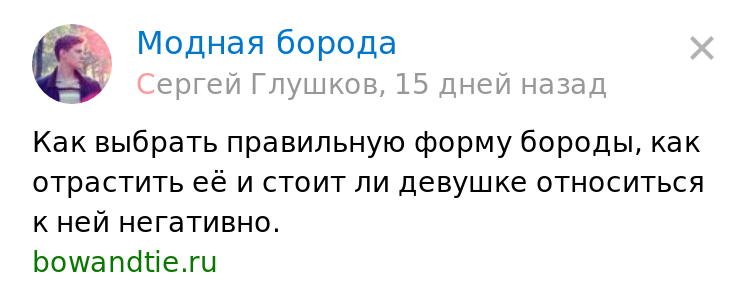 Модная борода
Сергей Глушков, 15 дней назад
Как выбрать правильную форму бороды, как
отрастить её и стоит ли девушке относиться
к ней негативно.
bowandtie.ru